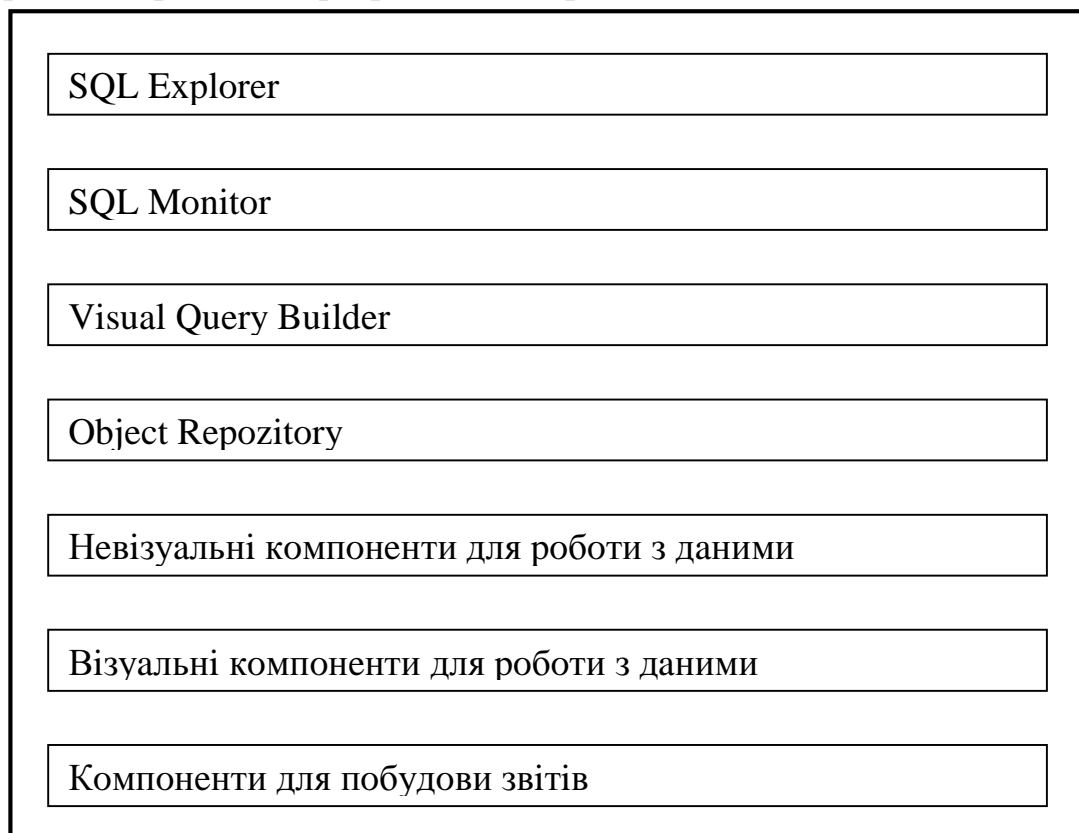 SQL Explorer
SQL Monitor
Visual Query Builder
Object Repozitory
Невізуальні компоненти для роботи з даними
Візуальні компоненти для роботи з даними
Компоненти для побудови звітів